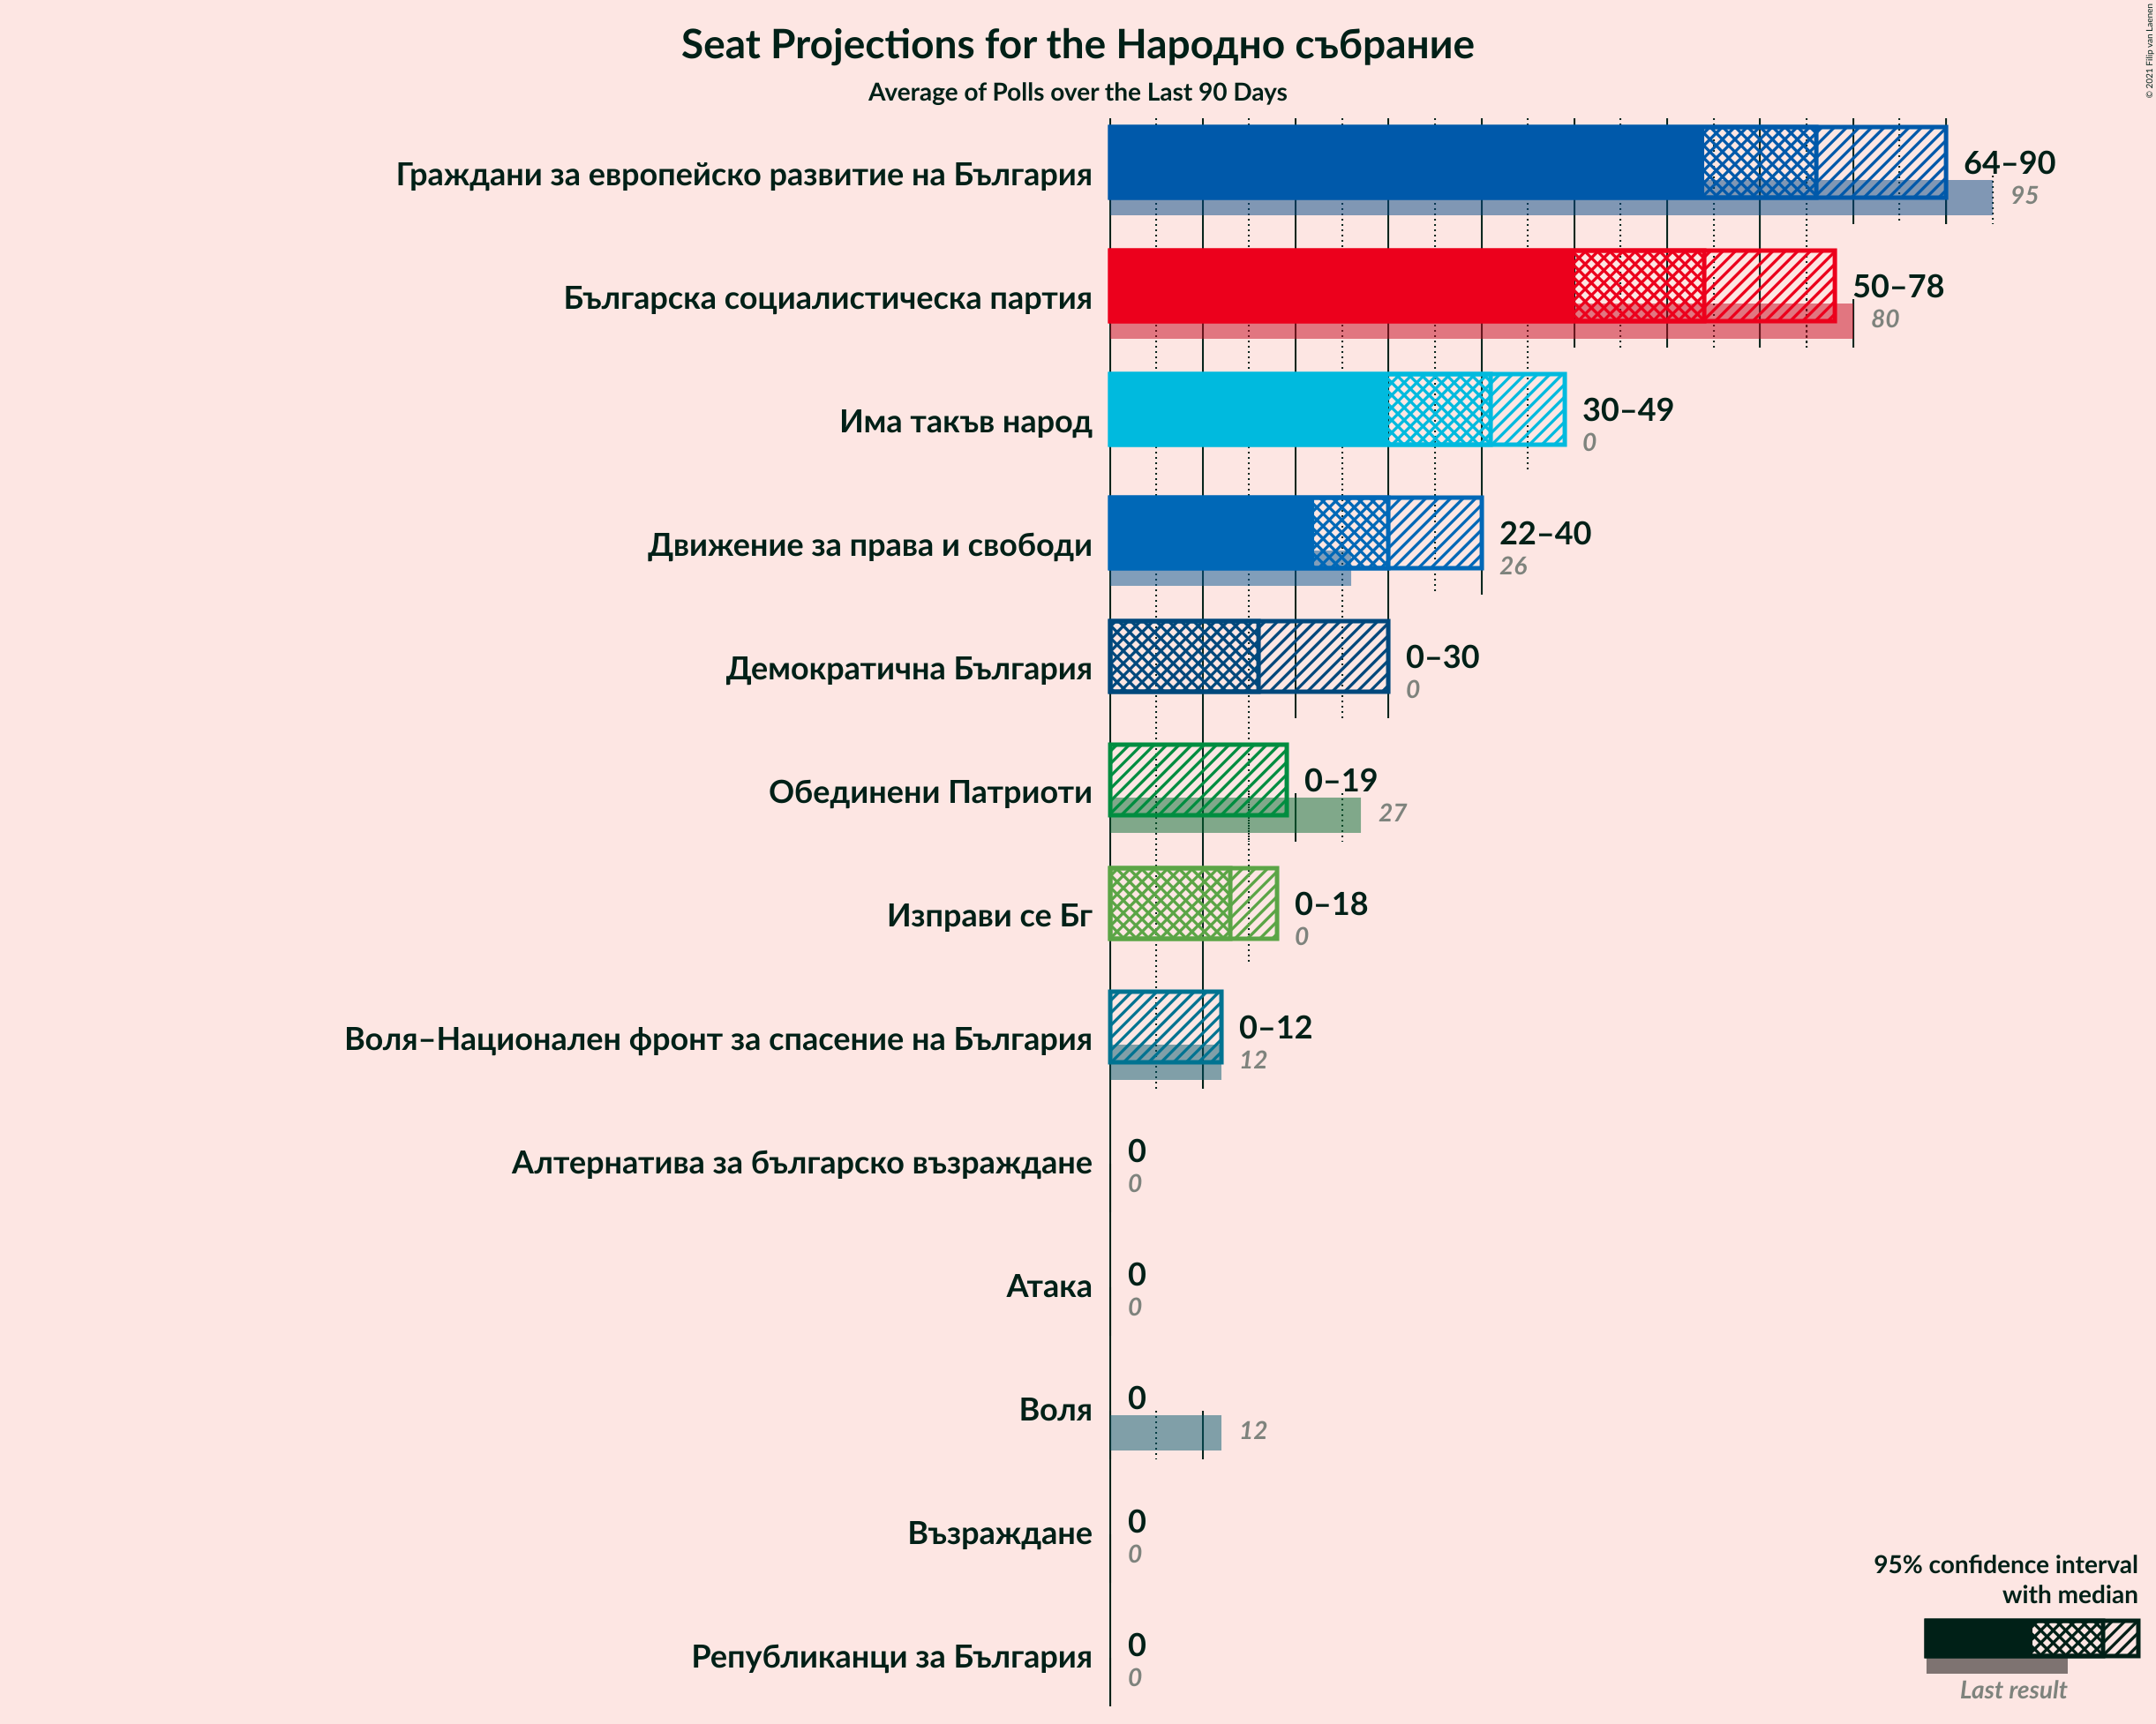 Seat Projections for the Народно събрание
Average of Polls over the Last 90 Days
© 2021 Filip van Laenen
Граждани за европейско развитие на България
64–90
95
Българска социалистическа партия
50–78
80
Има такъв народ
30–49
0
Движение за права и свободи
22–40
26
Демократична България
0–30
0
Обединени Патриоти
0–19
27
Изправи се Бг
0–18
0
Воля–Национален фронт за спасение на България
0–12
12
Алтернатива за българско възраждане
0
0
Атака
0
0
Воля
0
12
Възраждане
0
0
Републиканци за България
0
0
95% confidence interval
with median
Last result